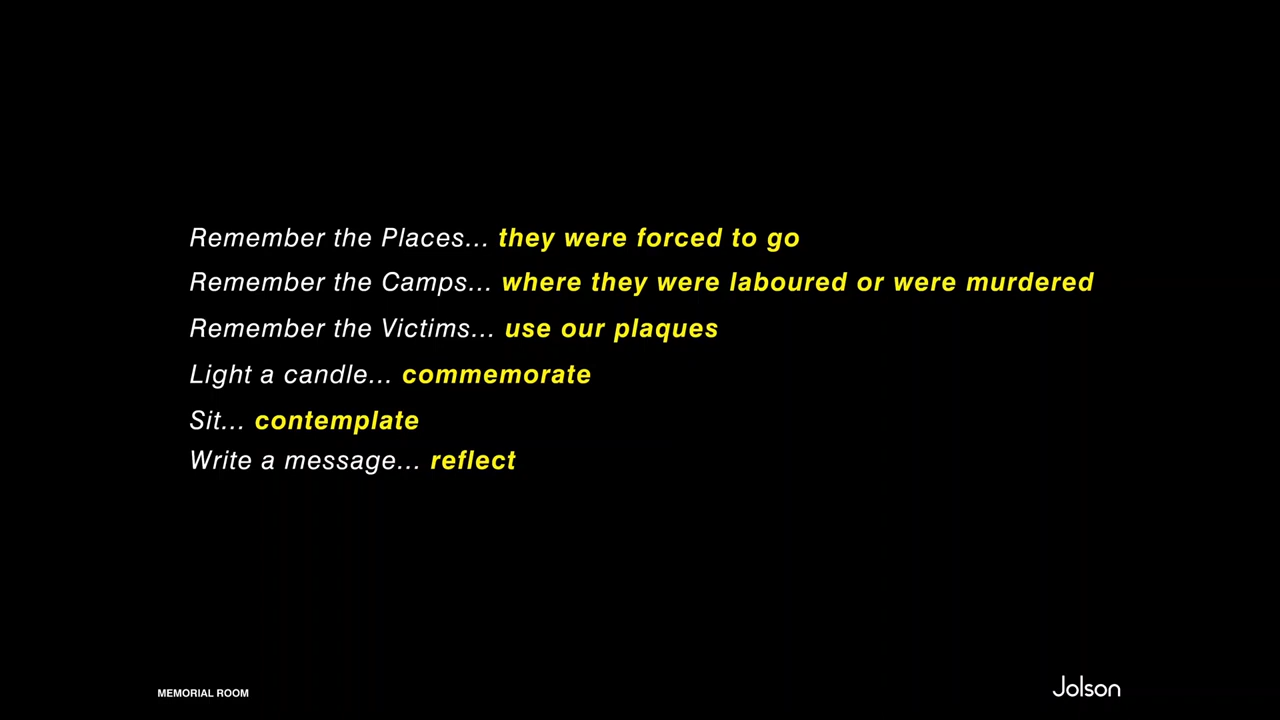 Remember the Places... they were forced to go
Remember the Camps... where they were laboured or were murdered
Remember the Victims... use our plaques
Light a candle... commemorate
Sit... contemplate
Write a message... reflect
MEMORIAL ROOM
Jolson